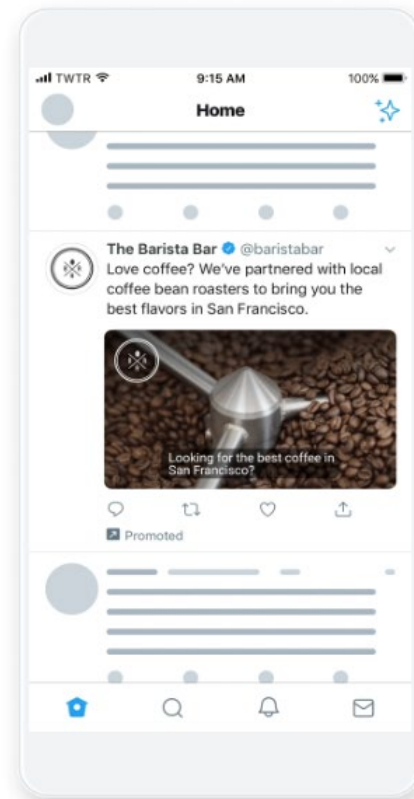 TWTR 9:15 AM 100%
Home
The Barista Bar @baristabar
Love coffee? We've partnered with local
coffee bean roasters to bring you the
best flavors in San Francisco.
Looking for the best coffee in
San Francisco?
Promoted